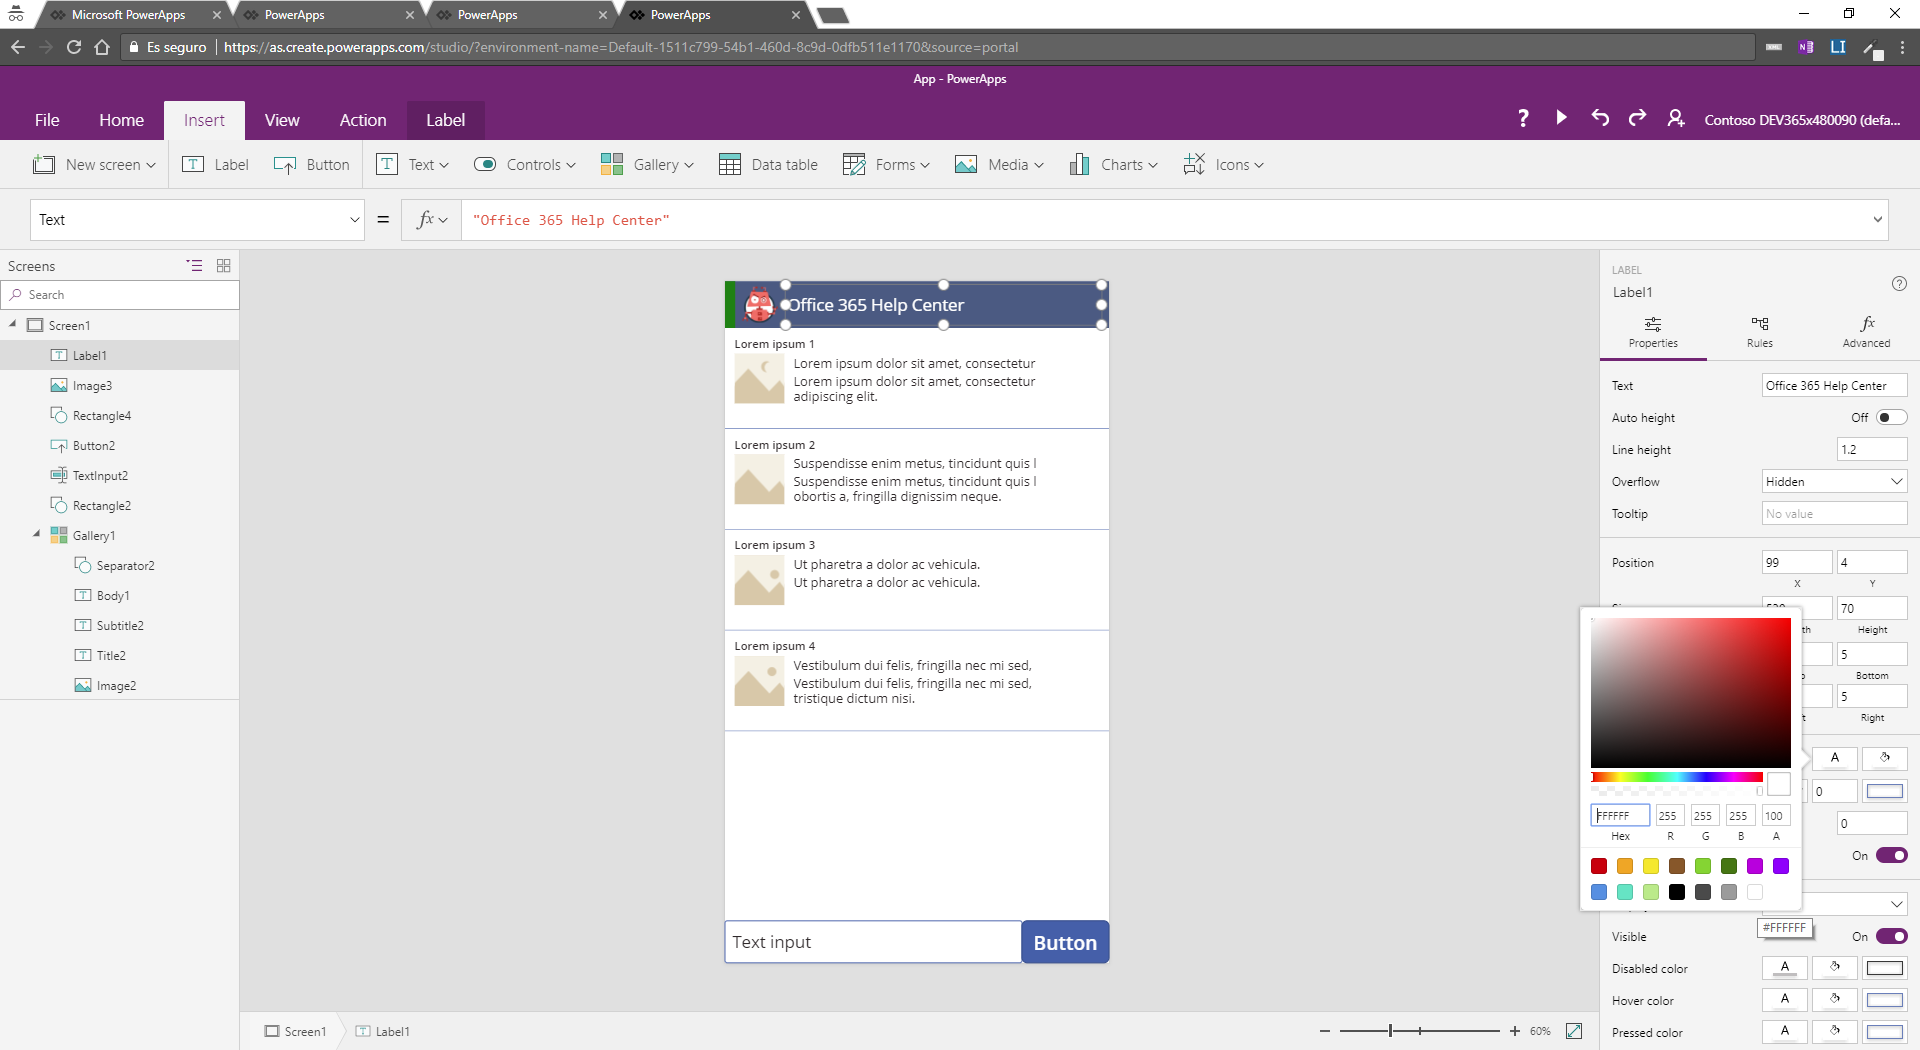 Microsoft PowerApps
PowerApps
PowerApps
PowerApps
Es seguro
https://as.create.powerapps.com/studio/?environment-name=Default-1511c799-54b1-460d-8c9d-0dfb511e1170&source=portal
App - PowerApps
File Home Insert View Action Label
Contoso DEV365x480090 (defa...
New screen Label Button Text Controls Gallery Data table Forms Media Charts Icons
Text = fx "Office 365 Help Center"
Screens
Search
Screen1
Label1
Image3
Rectangle4
Button2
TextInput2
Rectangle2
Gallery1
Separator2
Body1
Subtitle2
Title2
Image2
Office 365 Help Center
Lorem ipsum 1
Lorem ipsum dolor sit amet, consectetur
Lorem ipsum dolor sit amet, consectetur
adipiscing elit.
Lorem ipsum 2
Suspendisse enim metus, tincidunt quis l
Suspendisse enim metus, tincidunt quis l
obortis a, fringilla dignissim neque.
Lorem ipsum 3
Ut pharetra a dolor ac vehicula.
Ut pharetra a dolor ac vehicula.
Lorem ipsum 4
Vestibulum dui felis, fringilla nec mi sed,
Vestibulum dui felis, fringilla nec mi sed,
tristique dictum nisi.
Text input
Button
Screen1 Label1
60%
LABEL
Label1
Properties Rules Advanced
Text Office 365 Help Center
Auto height Off
Line height 1.2
Overflow Hidden
Tooltip No value
Position 99 4
X Y
70
Height
5
Bottom
5
Right
A
0
0
On
FFFFFF 255 255 255 100
Hex R G B A
#FFFFFF
Visible On
Disabled color A
Hover color A
Pressed color A